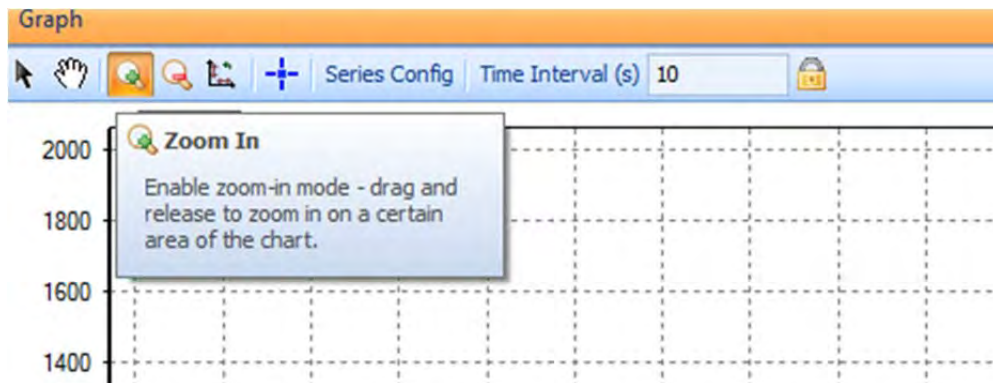 Graph
Series Config Time Interval (s) 10
Zoom In
Enable zoom-in mode - drag and
release to zoom in on a certain
area of the chart.
2000
1800
1600
1400